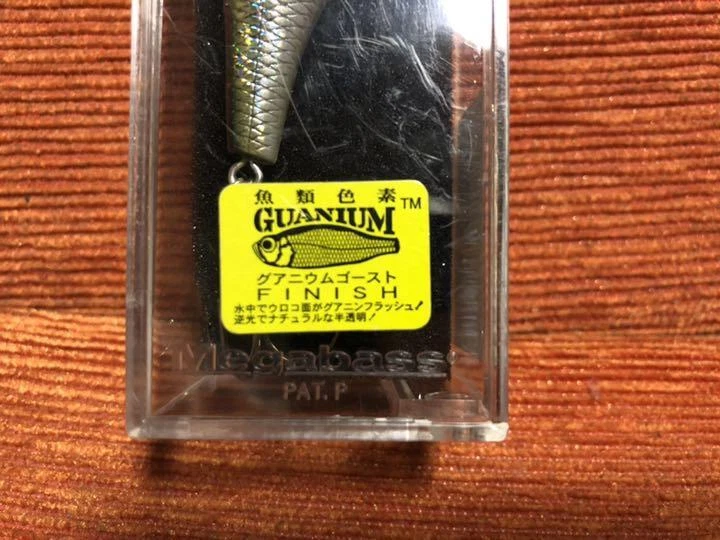 魚類色素
GUANIUM TM
グアニウムゴースト
FINISH
水中でウロコ面がグアニンフラッシュ!
逆光でナチュラルな半透明!
Megabass
PAT. P